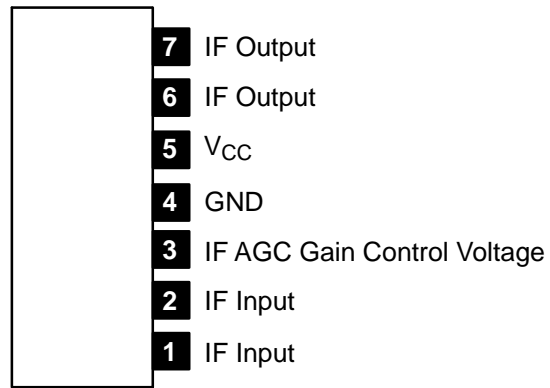 7 IF Output
6 IF Output
5 VCC
4 GND
3 IF AGC Gain Control Voltage
2 IF Input
1 IF Input